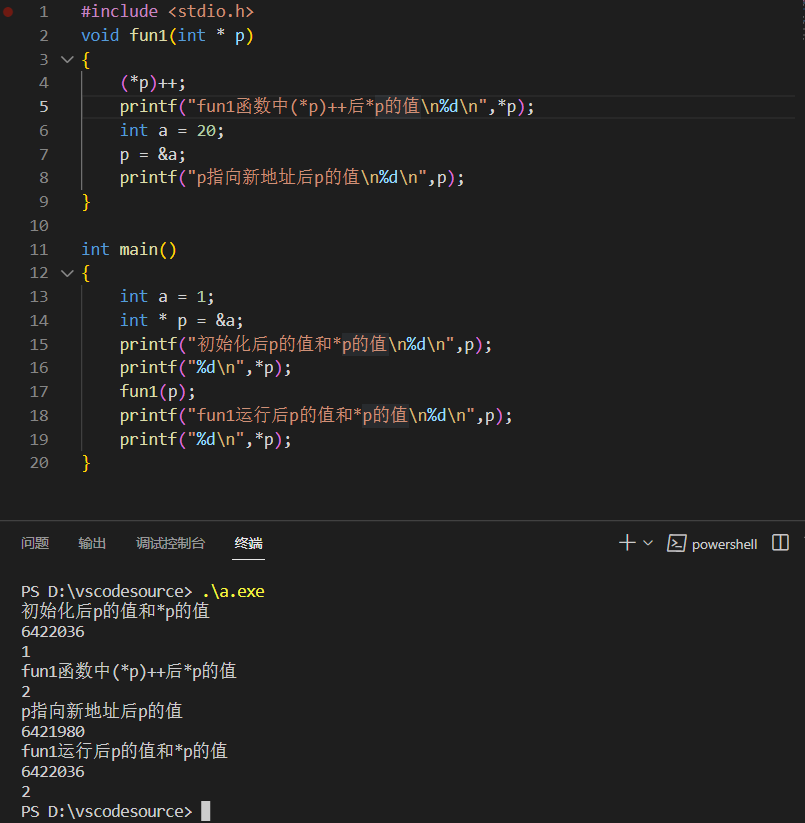 1 #include <stdio.h>
2 void fun1(int * p)
3 {
4 (*p)++;
5 printf("fun1函数中(*p)++后*p的值\n%d\n",*p);
6 int a = 20;
7 p = &a;
8 printf("p指向新地址后p的值\n%d\n",p);
9 }
10
11 int main()
12 {
13 int a = 1;
14 int * p = &a;
15 printf("初始化后p的值和*p的值\n%d\n",p);
16 printf("%d\n",*p);
17 fun1(p);
18 printf("fun1运行后p的值和*p的值\n%d\n",p);
19 printf("%d\n",*p);
20 }
问题 输出 调试控制台 终端 powershell
PS D:\vscodesource> .\a.exe
初始化后p的值和*p的值
6422036
1
fun1函数中(*p)++后*p的值
2
p指向新地址后p的值
6421980
fun1运行后p的值和*p的值
6422036
2
PS D:\vscodesource>